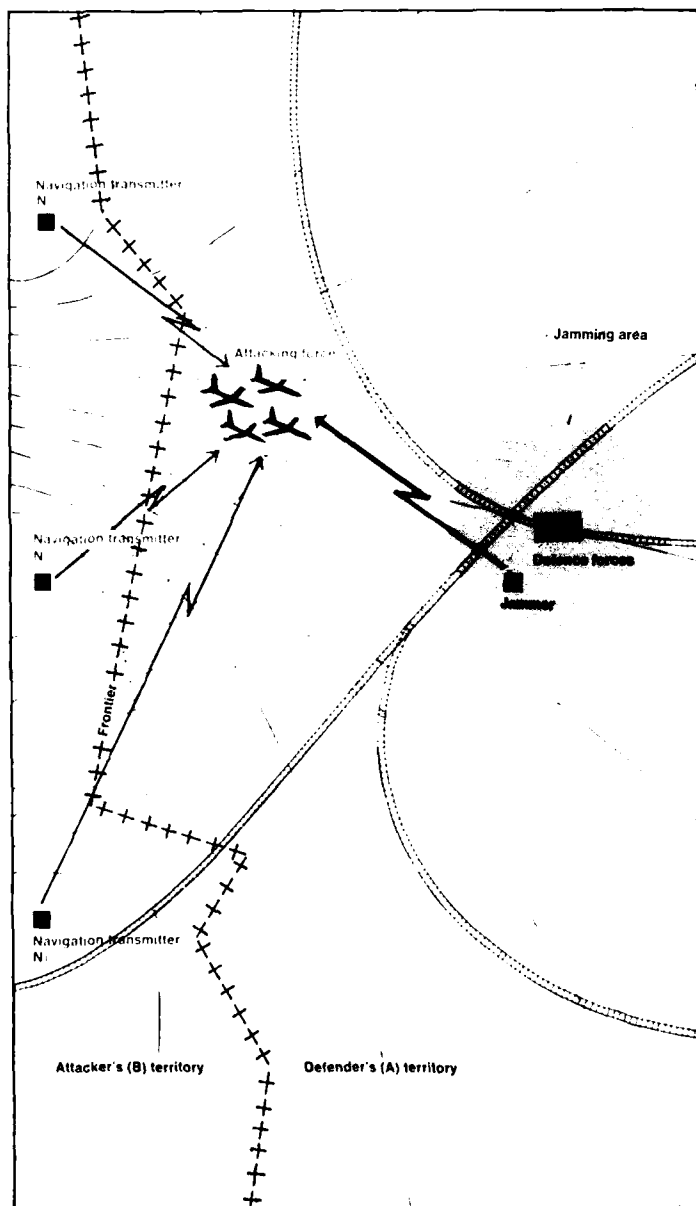 Navigation transmitter
N
Attacking force
Jamming area
Navigation transmitter
N
Defence forces
Jammer
Frontier
Navigation transmitter
N
Attacker's (B) territory
Defender's (A) territory